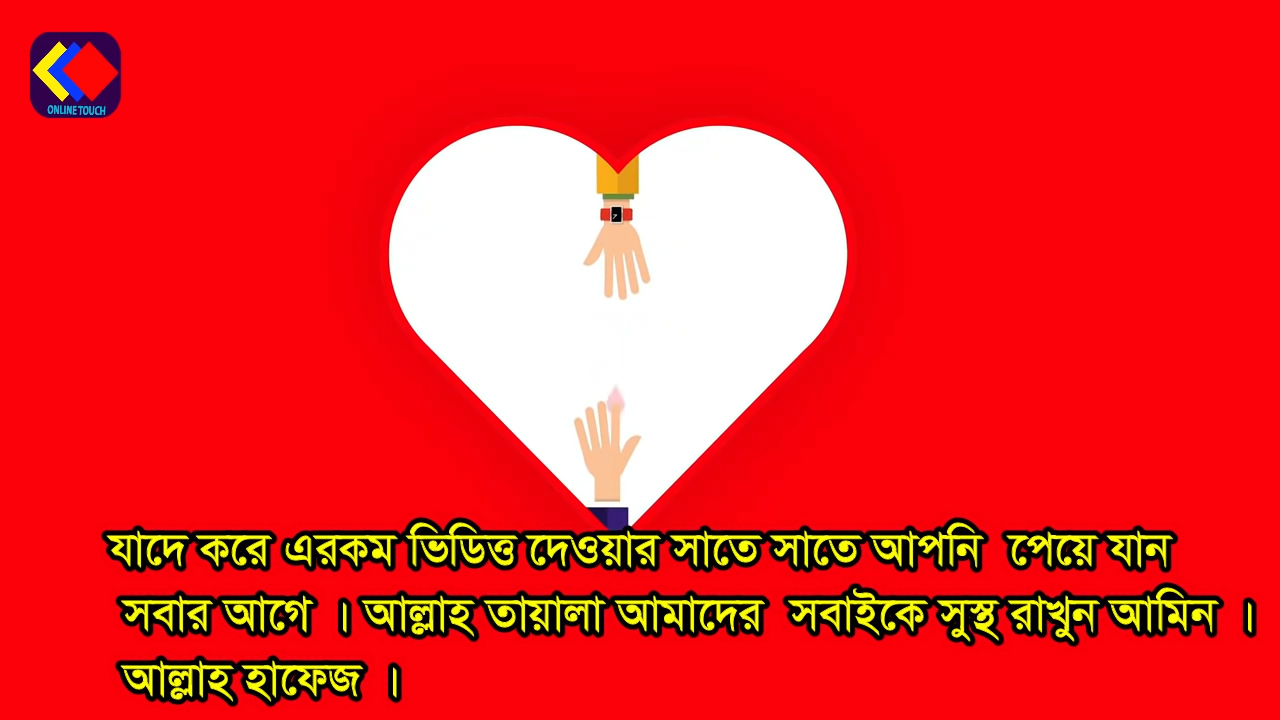 ONLINE TOUCH
যাদে করে এরকম ভিডিত্ত দেওয়ার সাতে সাতে আপনি পেয়ে যান
সবার আগে । আল্লাহ তায়ালা আমাদের সবাইকে সুস্থ রাখুন আমিন ।
আল্লাহ হাফেজ ।